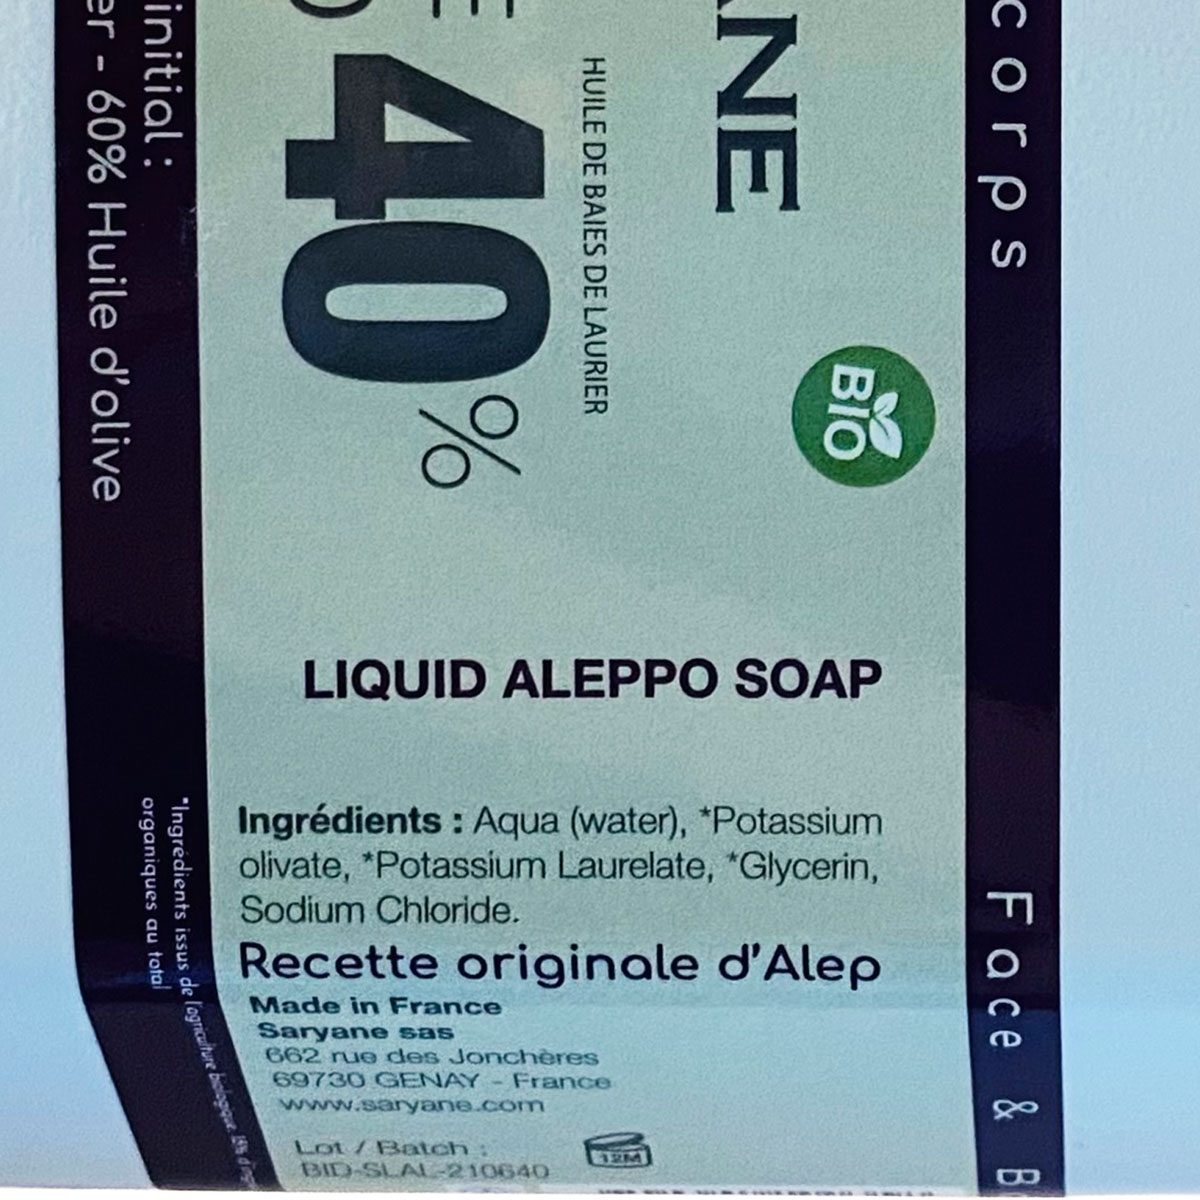 initial :
er - 60% Huile d'olive
40%
HUILE DE BAIES DE LAURIER
ANE
BIO
corps
Face & B
LIQUID ALEPPO SOAP
Ingrédients : Aqua (water), *Potassium
olivate, *Potassium Laurelate, *Glycerin,
Sodium Chloride.
Recette originale d'Alep
Made in France
Saryane sas
662 rue des Jonchères
69730 GENAY - France
www.saryane.com
Lot / Batch :
BID-SLAL-210640
12M
*Ingrédients issus de l'agriculture biologique.
organiques au total